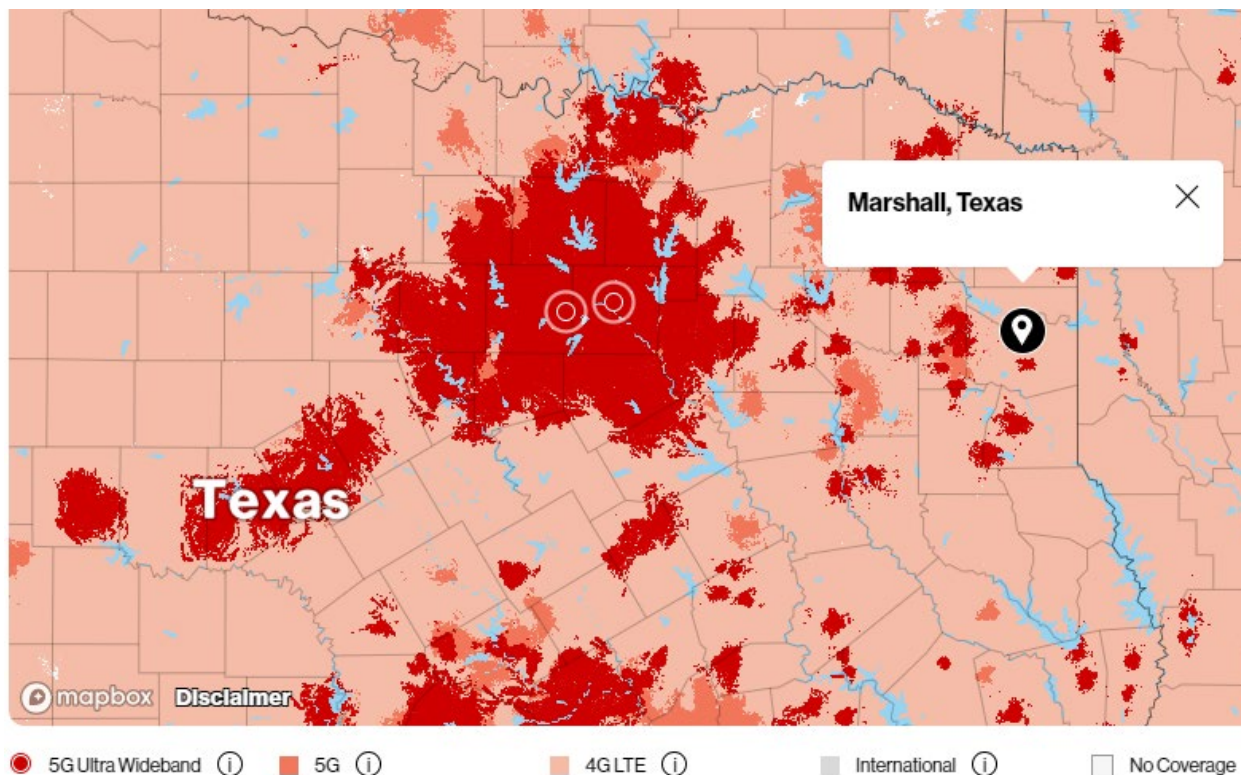 Marshall, Texas
Texas
mapbox Disclaimer
5G Ultra Wideband 5G 4G LTE International No Coverage